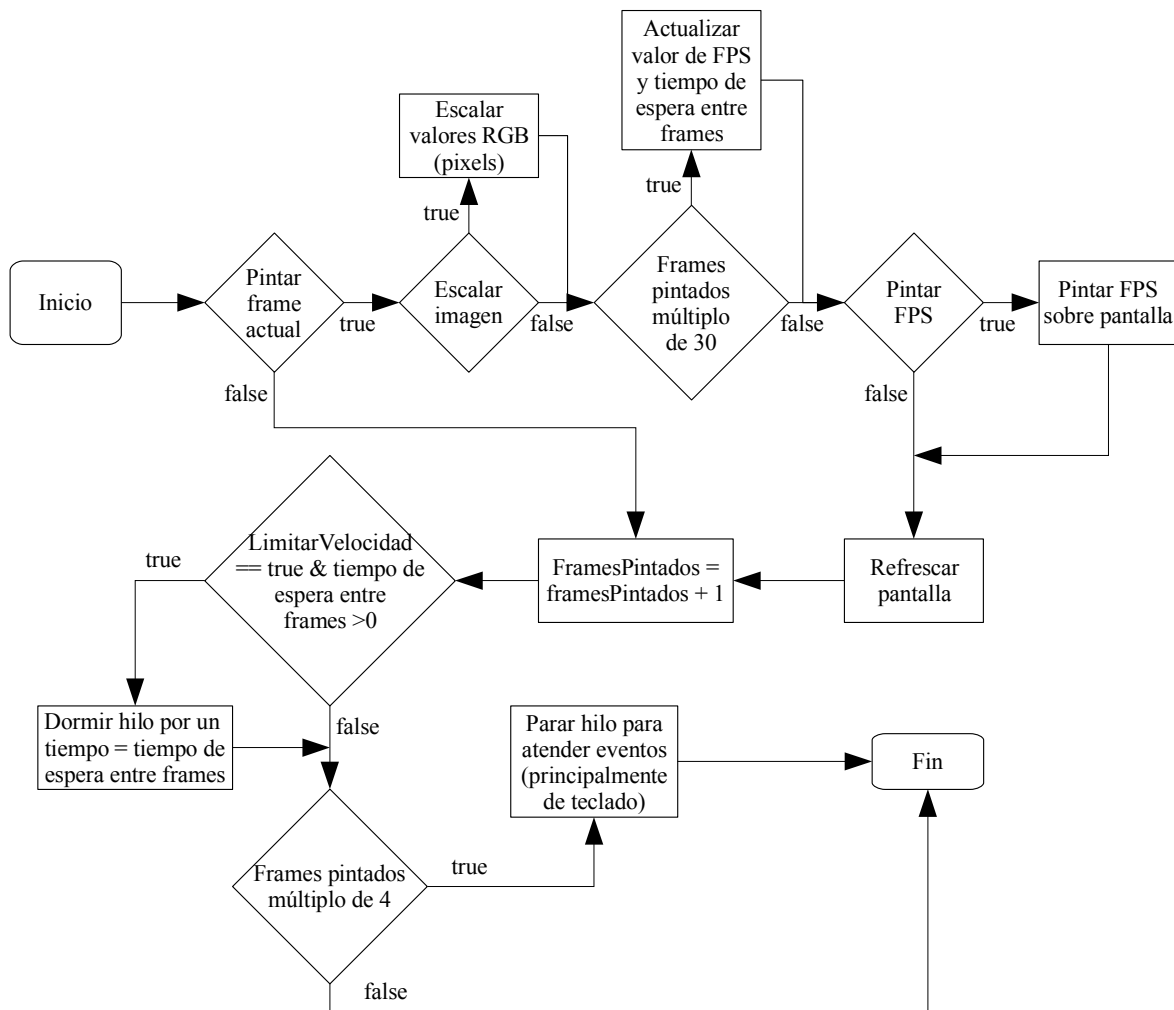 Actualizar
valor de FPS
y tiempo de
espera entre
frames
Escalar
valores RGB
(pixels)
true
true
Inicio
Pintar
frame
actual
true
Escalar
imagen
false
Frames
pintados
múltiplo
de 30
false
Pintar
FPS
true
Pintar FPS
sobre pantalla
false
false
LimitarVelocidad
== true & tiempo de
espera entre
frames >0
true
FramesPintados =
framesPintados + 1
Refrescar
pantalla
Dormir hilo por un
tiempo = tiempo de
espera entre frames
false
Parar hilo para
atender eventos
(principalmente
de teclado)
Fin
Frames pintados
múltiplo de 4
true
false